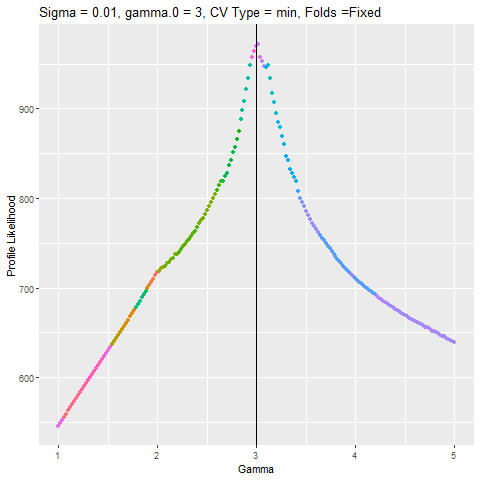 Sigma = 0.01, gamma.0 = 3, CV Type = min, Folds =Fixed
Profile Likelihood
900
800
700
600
1 2 3 4 5
Gamma